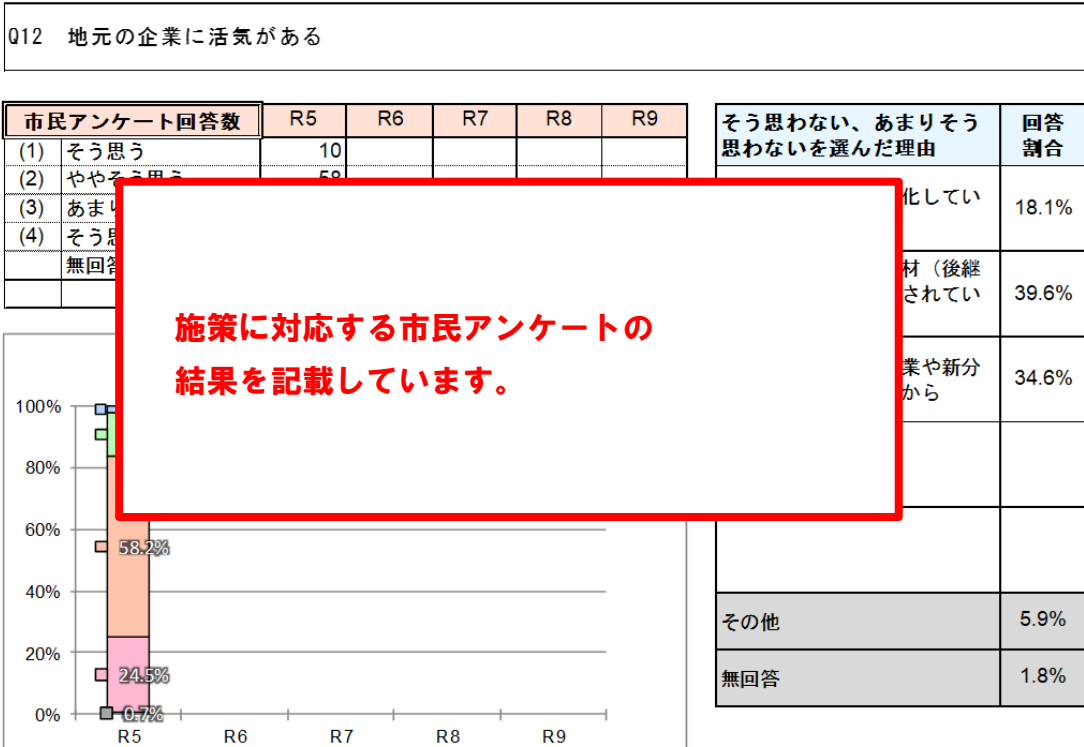 Q12 地元の企業に活気がある
市民アンケート回答数 R5 R6 R7 R8 R9
(1) そう思う 10
(2) ややそう思う 58
(3) あまり
(4) そう思
無回答
そう思わない、あまりそう
思わないを選んだ理由
回答
割合
化してい
18.1%
材（後継
されてい
39.6%
業や新分
から
34.6%
その他 5.9%
無回答 1.8%
施策に対応する市民アンケートの
結果を記載しています。
100%
80%
60%
58.2%
40%
20%
24.5%
0%
0.7%
R5 R6 R7 R8 R9